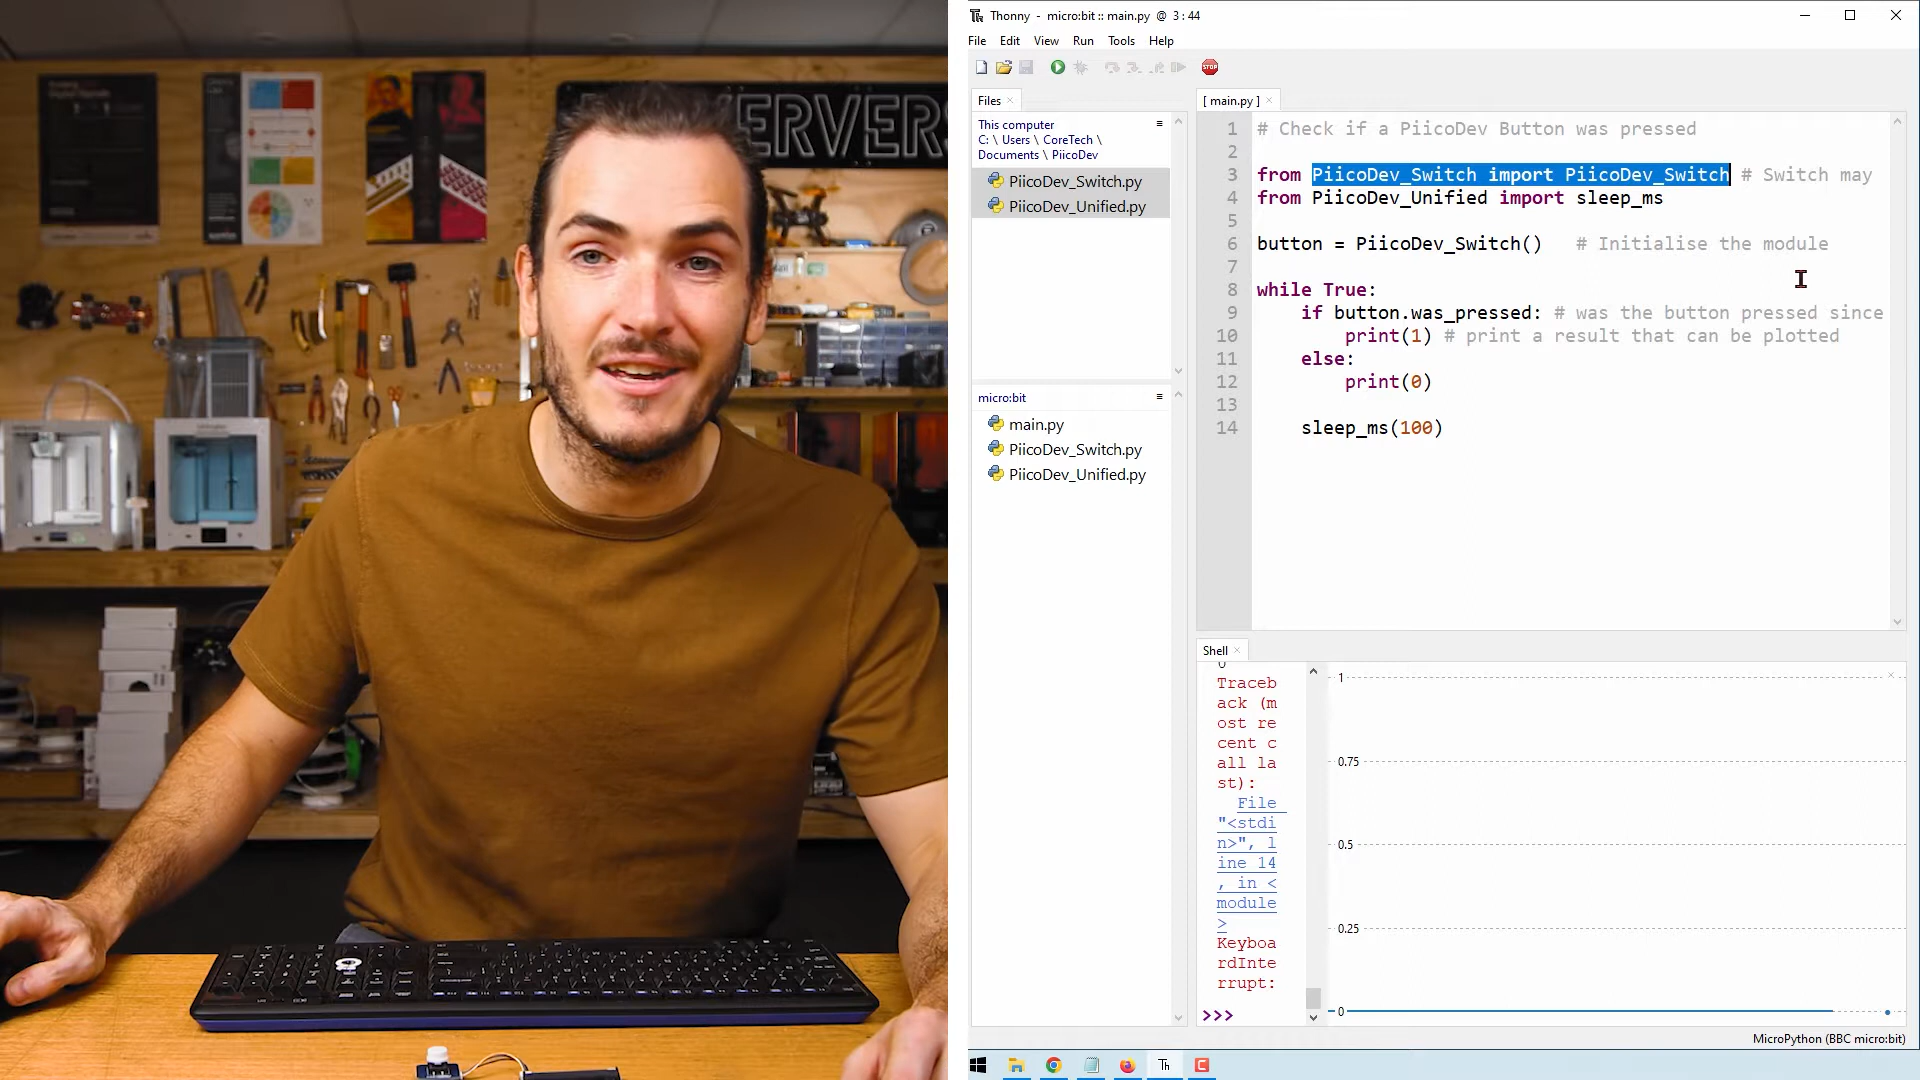 ERVER
Thonny - micro:bit :: main.py @ 3 : 44
File Edit View Run Tools Help
STOP
Files
This computer
C: \ Users \ CoreTech \
Documents \ PiicoDev
PiicoDev_Switch.py
PiicoDev_Unified.py
micro:bit
main.py
PiicoDev_Switch.py
PiicoDev_Unified.py
[ main.py ]
1 # Check if a PiicoDev Button was pressed
2
3 from PiicoDev_Switch import PiicoDev_Switch # Switch may
4 from PiicoDev_Unified import sleep_ms
5
6 button = PiicoDev_Switch() # Initialise the module
7
8 while True:
9 if button.was_pressed: # was the button pressed since
10 print(1) # print a result that can be plotted
11 else:
12 print(0)
13
14 sleep_ms(100)
Shell
0
Traceb
ack (m
ost re
cent c
all la
st):
File
"<stdi
n>", l
ine 14
, in <
module
>
Keyboa
rdInte
rrupt:
>>>
1
0.75
0.5
0.25
0
MicroPython (BBC micro:bit)
Th